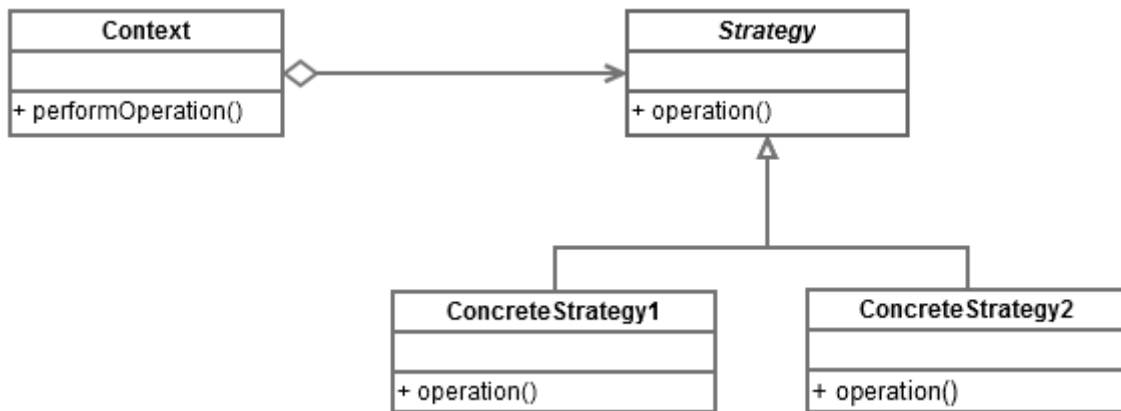 Context
+ performOperation()
Strategy
+ operation()
ConcreteStrategy1
+ operation()
ConcreteStrategy2
+ operation()